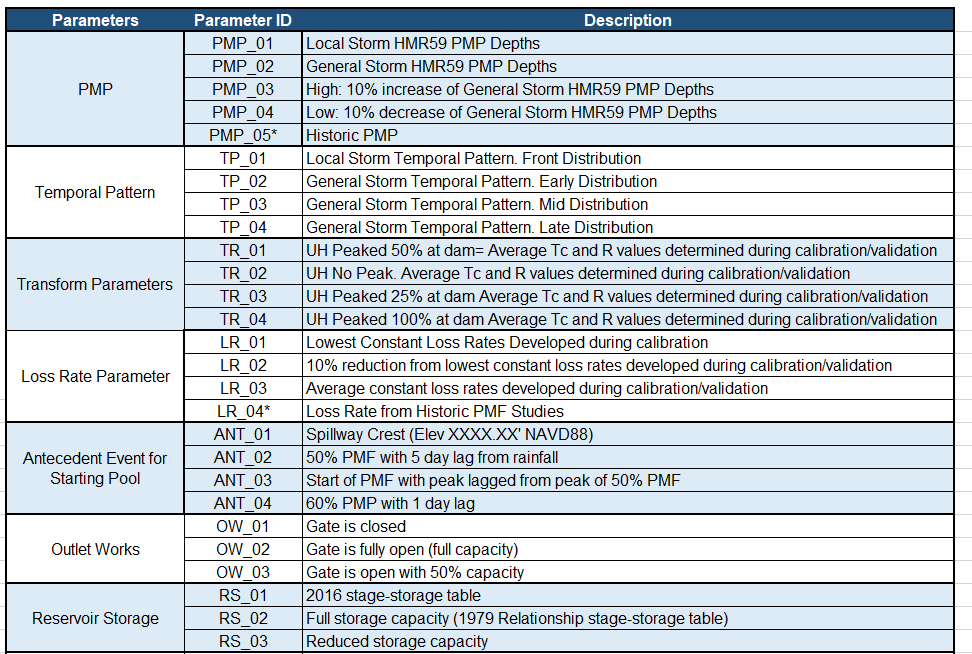 Parameters Parameter ID Description
PMP
PMP_01 Local Storm HMR59 PMP Depths
PMP_02 General Storm HMR59 PMP Depths
PMP_03 High: 10% increase of General Storm HMR59 PMP Depths
PMP_04 Low: 10% decrease of General Storm HMR59 PMP Depths
PMP_05* Historic PMP
Temporal Pattern
TP_01 Local Storm Temporal Pattern. Front Distribution
TP_02 General Storm Temporal Pattern. Early Distribution
TP_03 General Storm Temporal Pattern. Mid Distribution
TP_04 General Storm Temporal Pattern. Late Distribution
Transform Parameters
TR_01 UH Peaked 50% at dam= Average Tc and R values determined during calibration/validation
TR_02 UH No Peak. Average Tc and R values determined during calibration/validation
TR_03 UH Peaked 25% at dam Average Tc and R values determined during calibration/validation
TR_04 UH Peaked 100% at dam Average Tc and R values determined during calibration/validation
Loss Rate Parameter
LR_01 Lowest Constant Loss Rates Developed during calibration
LR_02 10% reduction from lowest constant loss rates developed during calibration/validation
LR_03 Average constant loss rates developed during calibration/validation
LR_04* Loss Rate from Historic PMF Studies
Antecedent Event for
Starting Pool
ANT_01 Spillway Crest (Elev XXXX.XX' NAVD88)
ANT_02 50% PMF with 5 day lag from rainfall
ANT_03 Start of PMF with peak lagged from peak of 50% PMF
ANT_04 60% PMP with 1 day lag
Outlet Works
OW_01 Gate is closed
OW_02 Gate is fully open (full capacity)
OW_03 Gate is open with 50% capacity
Reservoir Storage
RS_01 2016 stage-storage table
RS_02 Full storage capacity (1979 Relationship stage-storage table)
RS_03 Reduced storage capacity